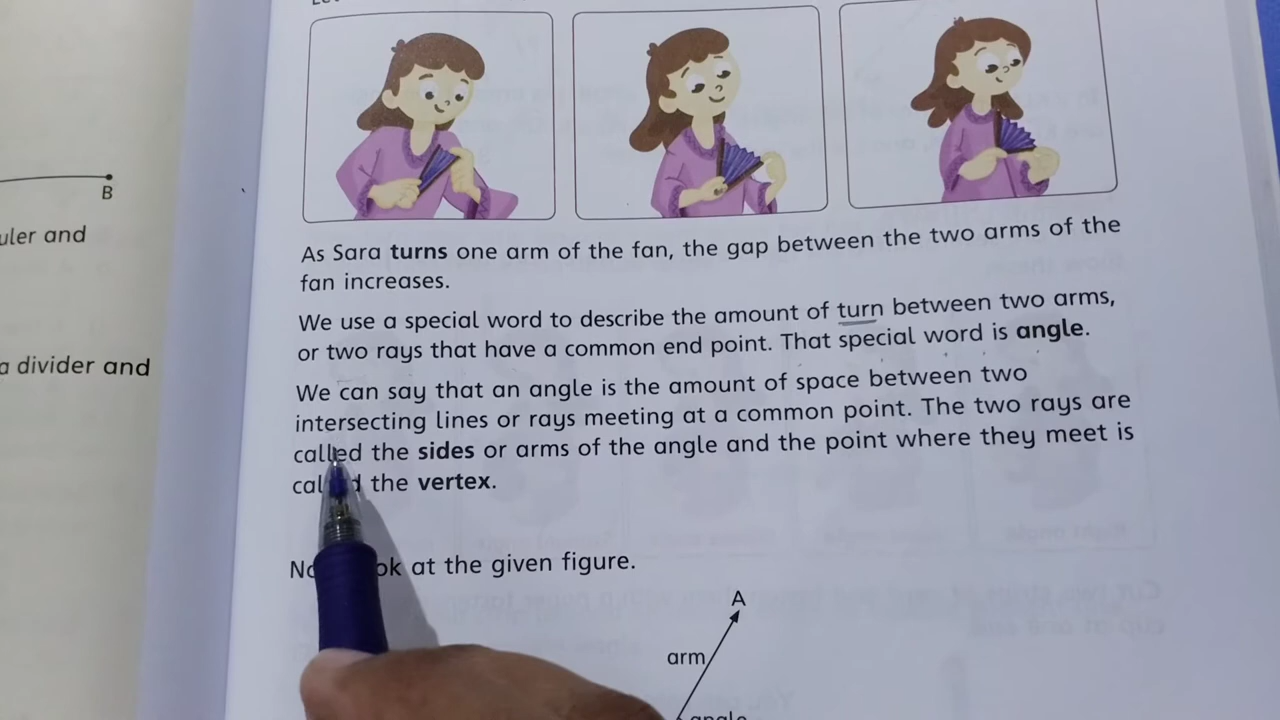 B
uler and
a divider and
As Sara turns one arm of the fan, the gap between the two arms of the
fan increases.
We use a special word to describe the amount of turn between two arms,
or two rays that have a common end point. That special word is angle.
We can say that an angle is the amount of space between two
intersecting lines or rays meeting at a common point. The two rays are
called the sides or arms of the angle and the point where they meet is
called the vertex.
at the given figure.
A
arm
angle